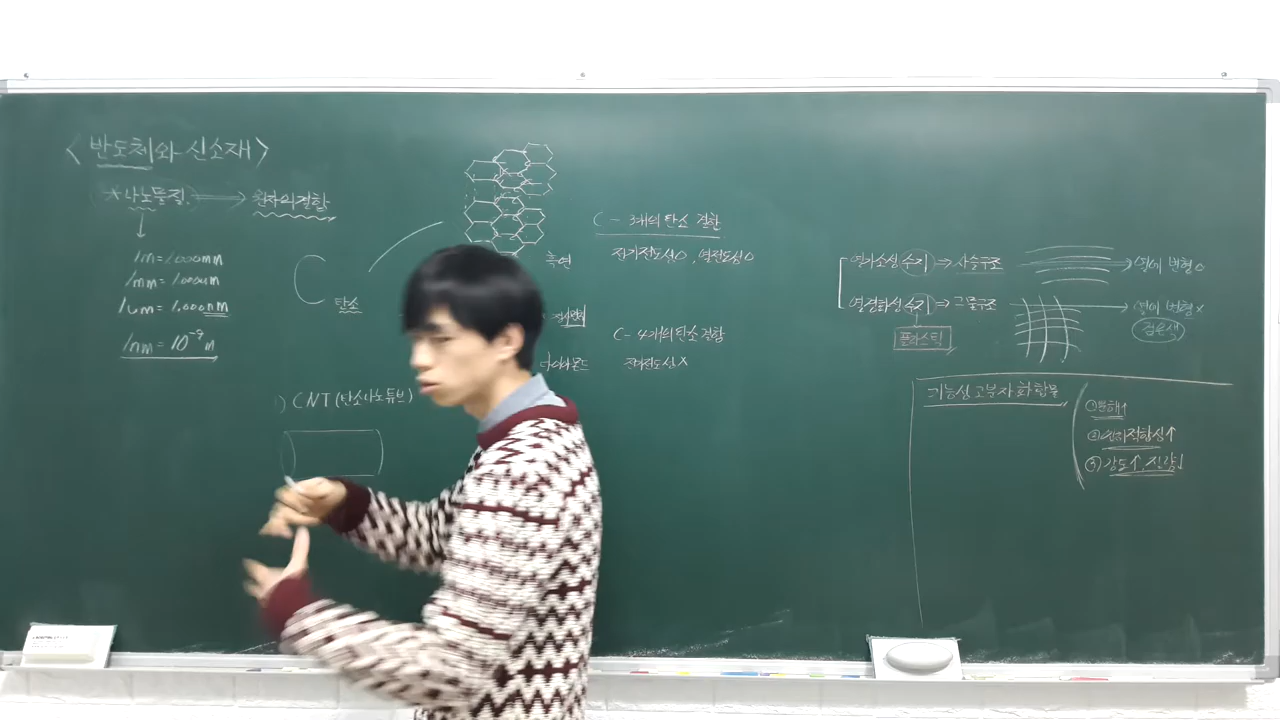 <반도체와 신소재>
*나노물질 ⇒ 원자의 결합
1m = 1,000mm
1mm = 1,000um
1um = 1,000nm
1nm = 10⁻⁹m
C 탄소
흑연
C - 3개의 탄소 결합
전기전도성O, 열전도성O
C - 4개의 탄소 결합
다이아몬드
전기전도성X
1) CNT(탄소나노튜브)
열가소성 수지 → 사슬구조 → 열에 변형O
열경화성 수지 → 그물구조 → 열에 변형X
플라스틱
검은색
기능성 고분자 화합물
① 분해↑
② 생체적합성↑
③ 강도↑ 질량↓